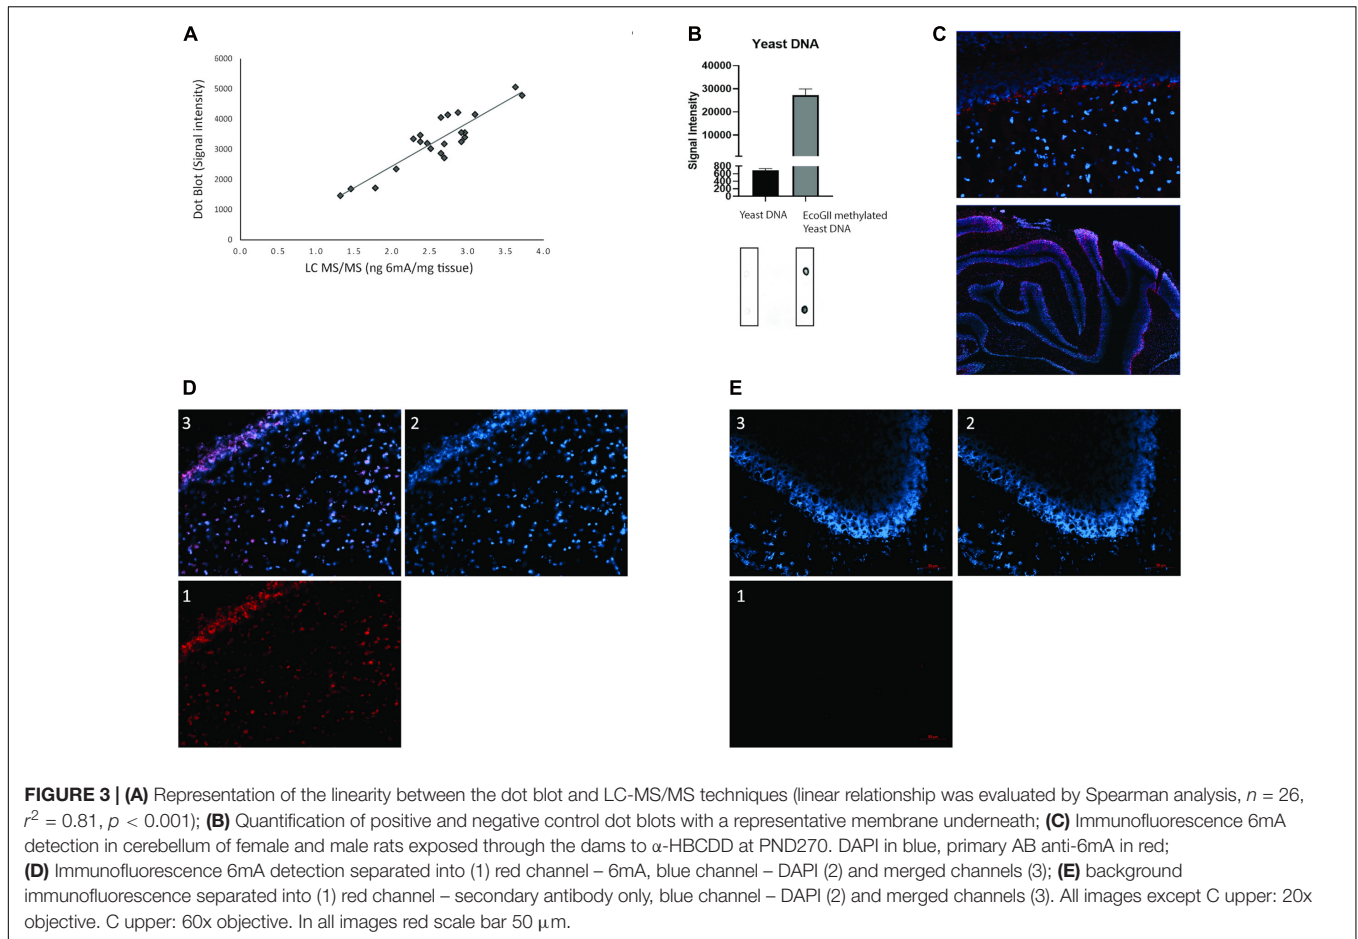 A
Dot Blot (Signal intensity)
6000
5000
4000
3000
2000
1000
0
0.0 0.5 1.0 1.5 2.0 2.5 3.0 3.5 4.0
LC MS/MS (ng 6mA/mg tissue)
B
Yeast DNA
Signal Intensity
40000
30000
20000
10000
800
600
400
200
0
Yeast DNA
EcoGII methylated
Yeast DNA
C
D
3
2
1
E
3
2
1
FIGURE 3 | (A) Representation of the linearity between the dot blot and LC-MS/MS techniques (linear relationship was evaluated by Spearman analysis, n = 26,
r² = 0.81, p < 0.001); (B) Quantification of positive and negative control dot blots with a representative membrane underneath; (C) Immunofluorescence 6mA
detection in cerebellum of female and male rats exposed through the dams to α-HBCDD at PND270. DAPI in blue, primary AB anti-6mA in red;
(D) Immunofluorescence 6mA detection separated into (1) red channel – 6mA, blue channel – DAPI (2) and merged channels (3); (E) background
immunofluorescence separated into (1) red channel – secondary antibody only, blue channel – DAPI (2) and merged channels (3). All images except C upper: 20x
objective. C upper: 60x objective. In all images red scale bar 50 μm.